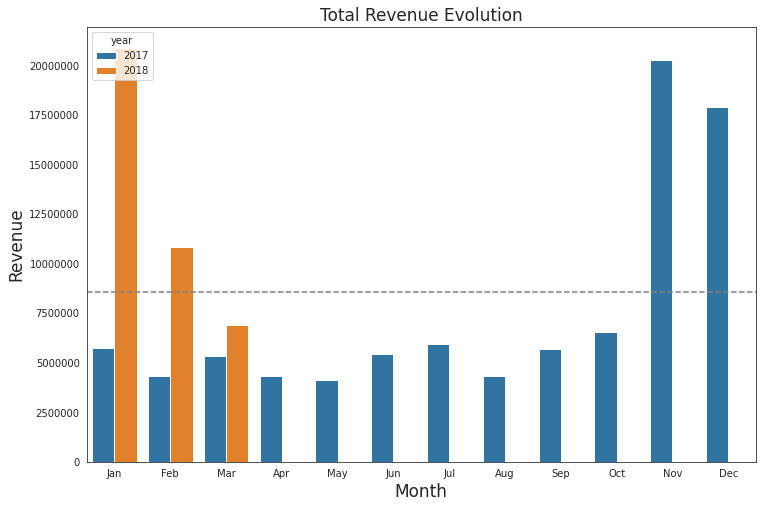 Total Revenue Evolution
year
2017
2018
20000000
17500000
15000000
12500000
10000000
7500000
5000000
2500000
0
Revenue
Jan Feb Mar Apr May Jun Jul Aug Sep Oct Nov Dec
Month